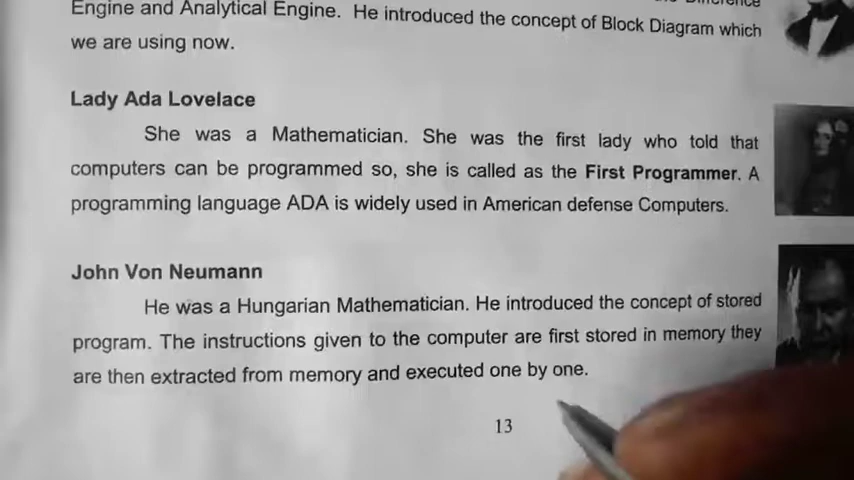 Engine and Analytical Engine. He introduced the concept of Block Diagram which
we are using now.
Lady Ada Lovelace
She was a Mathematician. She was the first lady who told that
computers can be programmed so, she is called as the First Programmer. A
programming language ADA is widely used in American defense Computers.
John Von Neumann
He was a Hungarian Mathematician. He introduced the concept of stored
program. The instructions given to the computer are first stored in memory they
are then extracted from memory and executed one by one.
13